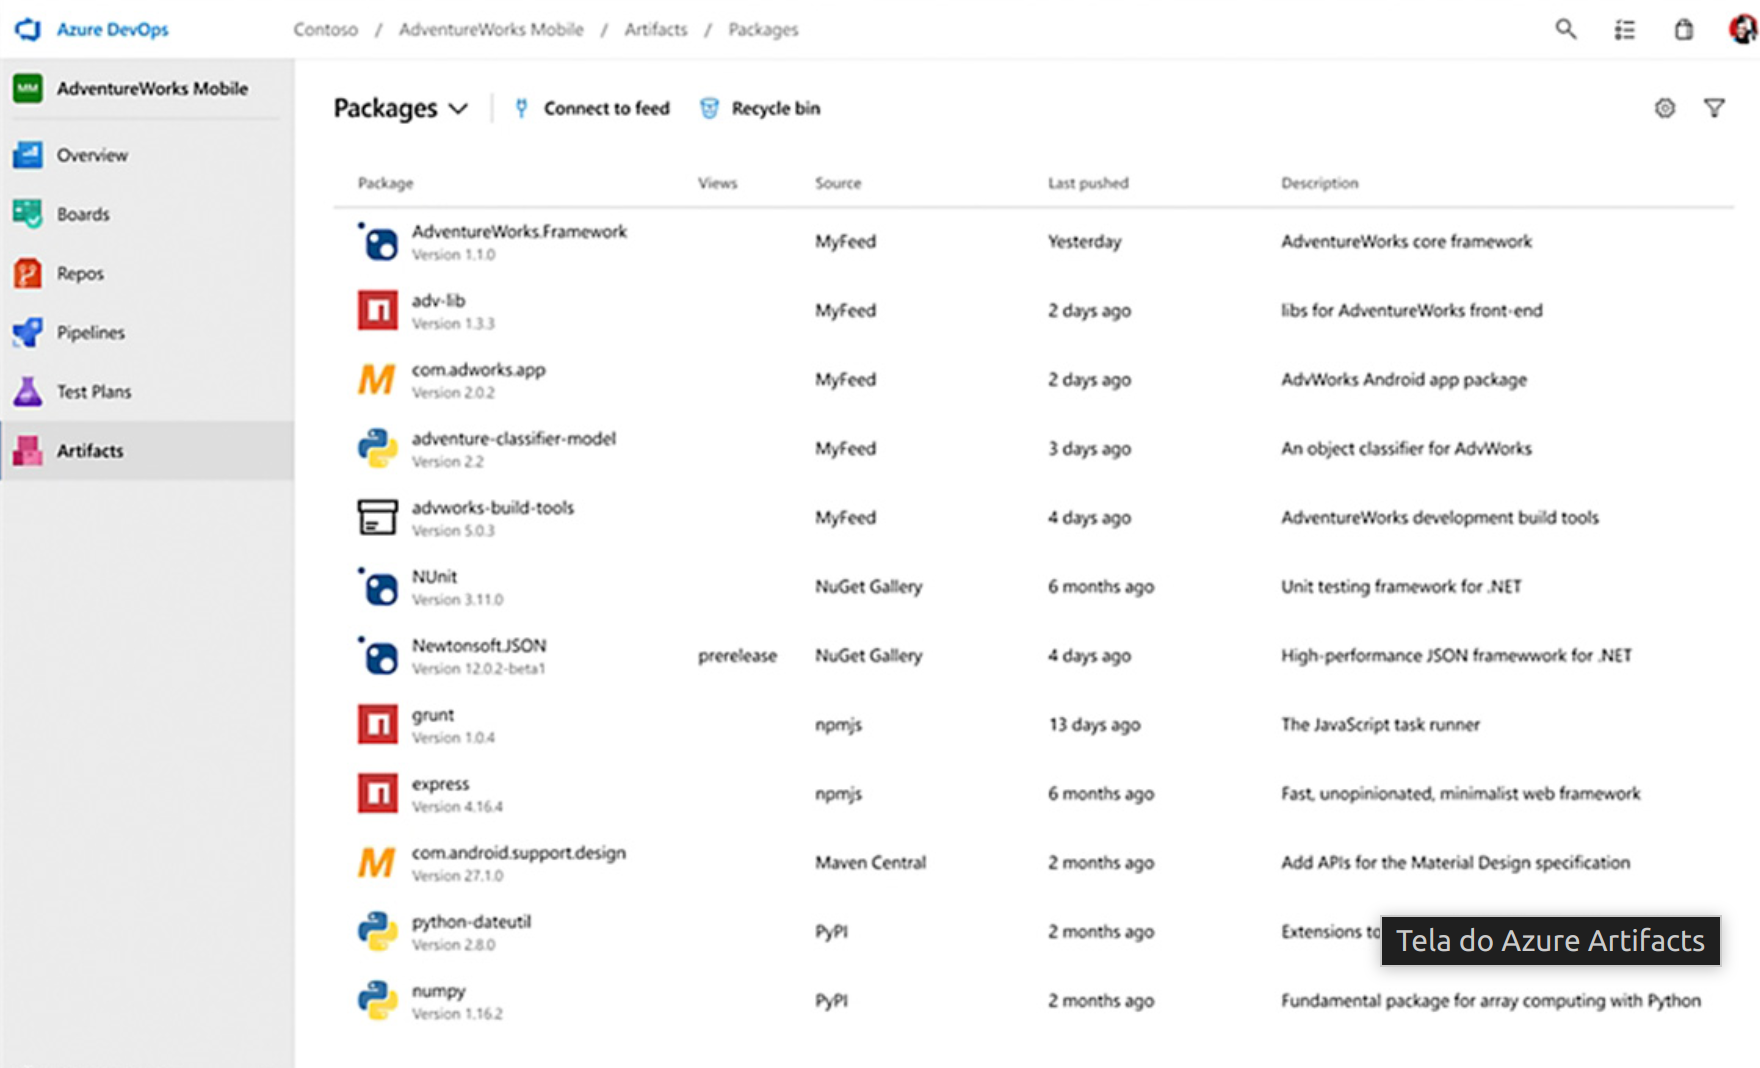 Azure DevOps
Contoso / AdventureWorks Mobile / Artifacts / Packages
MM AdventureWorks Mobile
Overview
Boards
Repos
Pipelines
Test Plans
Artifacts
Packages Connect to feed Recycle bin
Package Views Source Last pushed Description
AdventureWorks.Framework
Version 1.1.0
MyFeed Yesterday AdventureWorks core framework
adv-lib
Version 1.3.3
MyFeed 2 days ago libs for AdventureWorks front-end
com.adworks.app
Version 2.0.2
MyFeed 2 days ago AdvWorks Android app package
adventure-classifier-model
Version 2.2
MyFeed 3 days ago An object classifier for AdvWorks
advworks-build-tools
Version 5.0.3
MyFeed 4 days ago AdventureWorks development build tools
NUnit
Version 3.11.0
NuGet Gallery 6 months ago Unit testing framework for .NET
Newtonsoft.JSON
Version 12.0.2-beta1
prerelease NuGet Gallery 4 days ago High-performance JSON framewwork for .NET
grunt
Version 1.0.4
npmjs 13 days ago The JavaScript task runner
express
Version 4.16.4
npmjs 6 months ago Fast, unopinionated, minimalist web framework
com.android.support.design
Version 27.1.0
Maven Central 2 months ago Add APIs for the Material Design specification
python-dateutil
Version 2.8.0
PyPI 2 months ago Extensions to
Tela do Azure Artifacts
numpy
Version 1.16.2
PyPI 2 months ago Fundamental package for array computing with Python